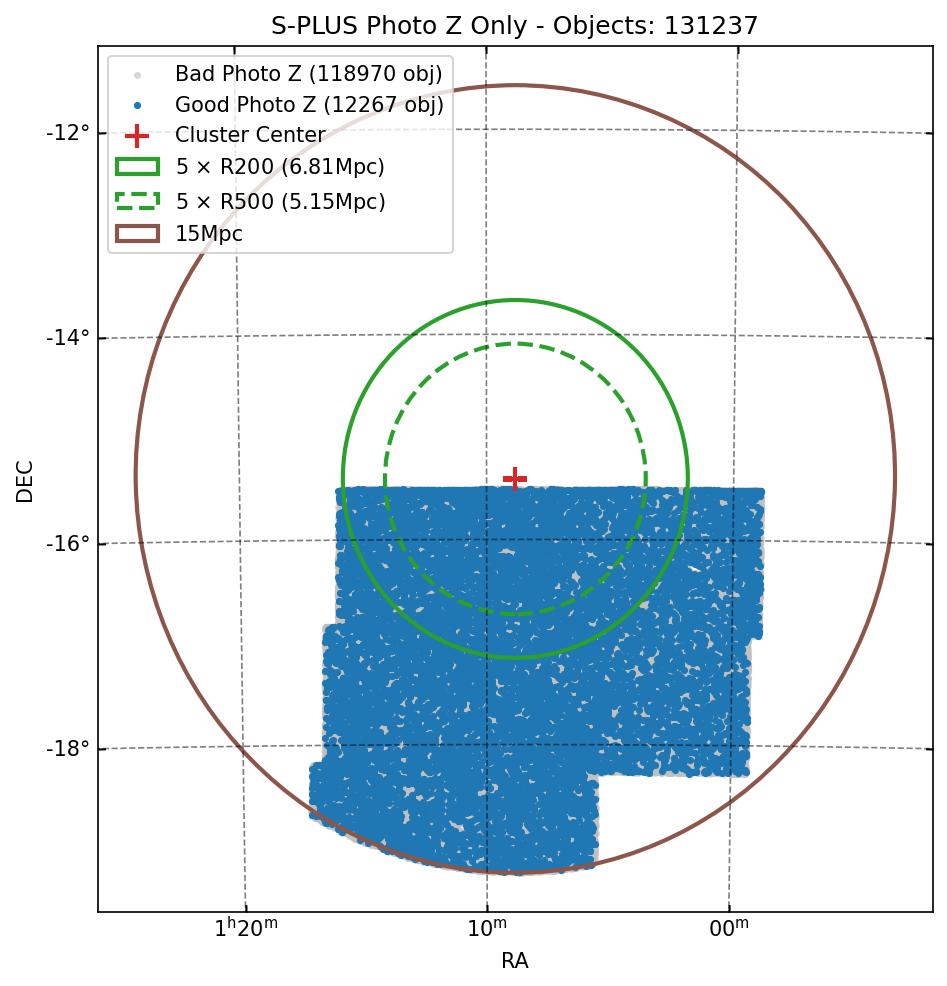 S-PLUS Photo Z Only - Objects: 131237
Bad Photo Z (118970 obj)
Good Photo Z (12267 obj)
Cluster Center
5 × R200 (6.81Mpc)
5 × R500 (5.15Mpc)
15Mpc
-12°
-14°
-16°
-18°
DEC
1ʰ20ᵐ
10ᵐ
00ᵐ
RA